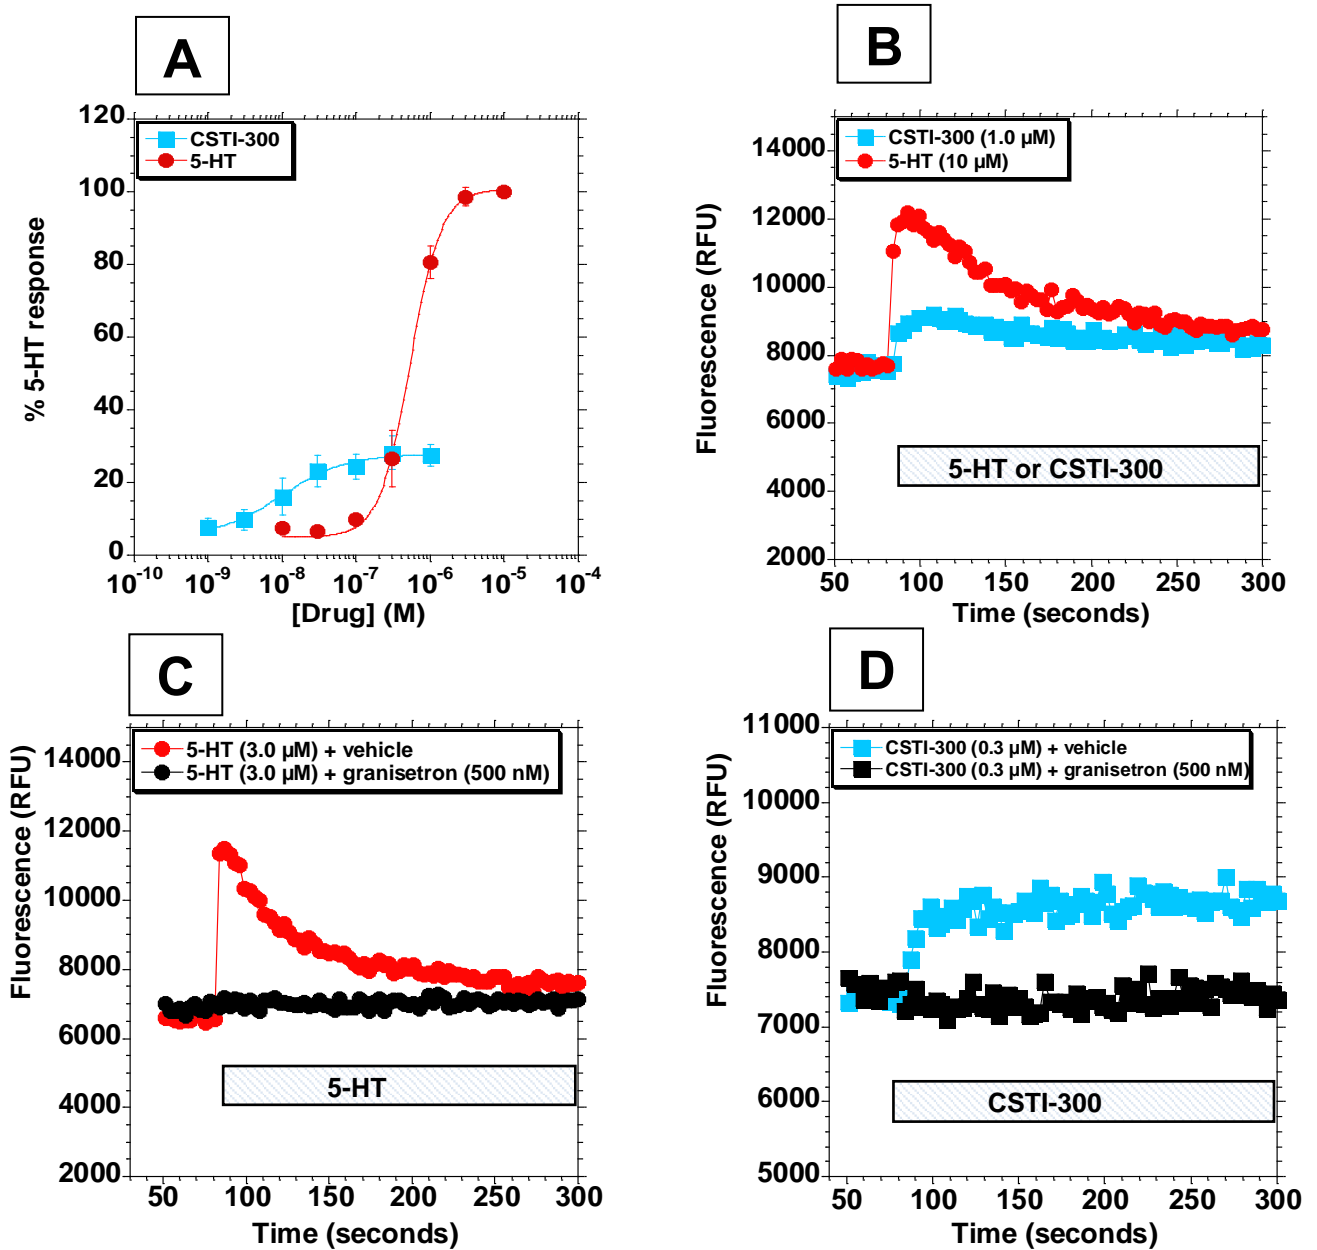 A
CSTI-300
5-HT
% 5-HT response
120
100
80
60
40
20
0
10-10
10-9
10-8
10-7
10-6
10-5
10-4
[Drug] (M)
B
CSTI-300 (1.0 µM)
5-HT (10 µM)
Fluorescence (RFU)
14000
12000
10000
8000
6000
4000
2000
5-HT or CSTI-300
50 100 150 200 250 300
Time (seconds)
C
5-HT (3.0 µM) + vehicle
5-HT (3.0 µM) + granisetron (500 nM)
Fluorescence (RFU)
14000
12000
10000
8000
6000
4000
2000
5-HT
50 100 150 200 250 300
Time (seconds)
D
CSTI-300 (0.3 µM) + vehicle
CSTI-300 (0.3 µM) + granisetron (500 nM)
Fluorescence (RFU)
11000
10000
9000
8000
7000
6000
5000
CSTI-300
50 100 150 200 250 300
Time (seconds)